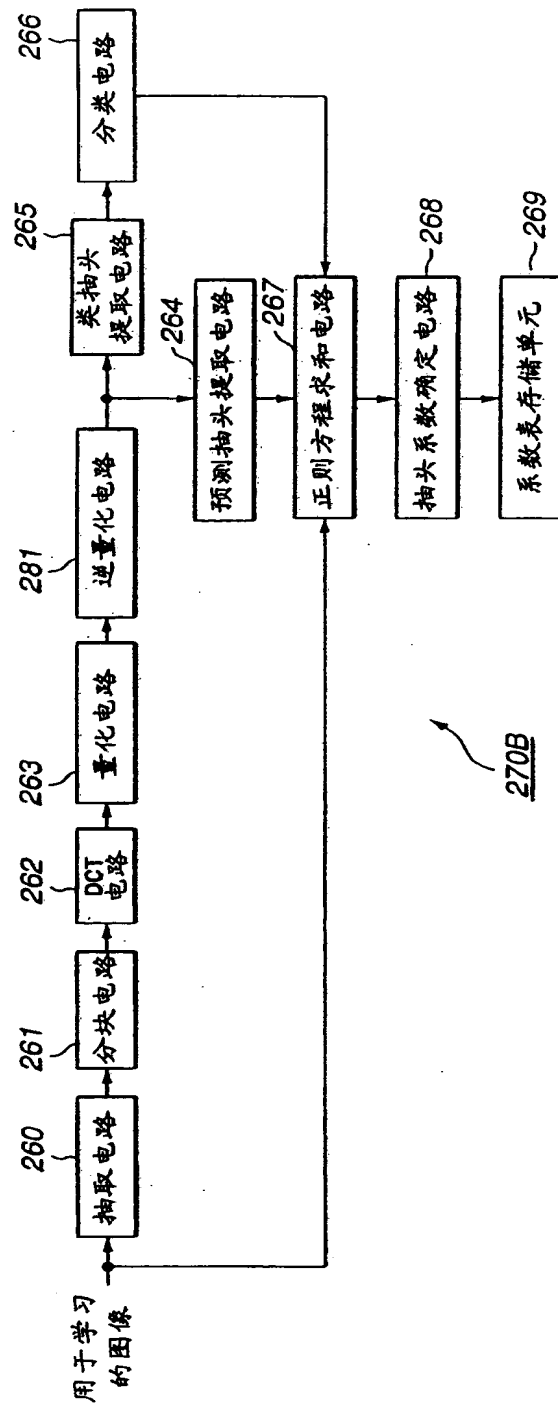 用于学习
的图像
260
抽取电路
261
分块电路
262
DCT
电路
263
量化电路
281
逆量化电路
265
类抽头
提取电路
266
分类电路
264
预测抽头提取电路
267
正则方程求和电路
268
抽头系数确定电路
269
系数表存储单元
270B